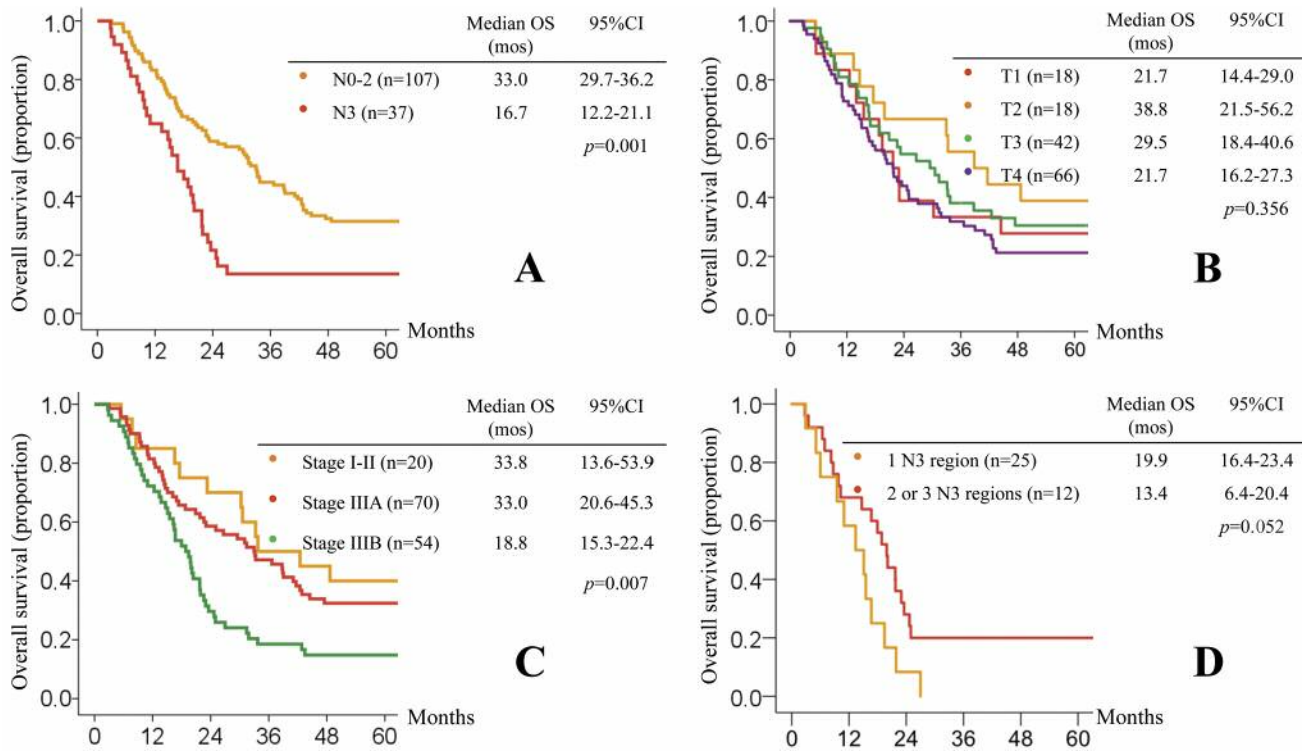 Overall survival (proportion)
1.0
0.8
0.6
0.4
0.2
0.0
0 12 24 36 48 60
Months
Median OS (mos) 95%CI
N0-2 (n=107) 33.0 29.7-36.2
N3 (n=37) 16.7 12.2-21.1
p=0.001
A
Overall survival (proportion)
1.0
0.8
0.6
0.4
0.2
0.0
0 12 24 36 48 60
Months
Median OS (mos) 95%CI
T1 (n=18) 21.7 14.4-29.0
T2 (n=18) 38.8 21.5-56.2
T3 (n=42) 29.5 18.4-40.6
T4 (n=66) 21.7 16.2-27.3
p=0.356
B
Overall survival (proportion)
1.0
0.8
0.6
0.4
0.2
0.0
0 12 24 36 48 60
Months
Median OS (mos) 95%CI
Stage I-II (n=20) 33.8 13.6-53.9
Stage IIIA (n=70) 33.0 20.6-45.3
Stage IIIB (n=54) 18.8 15.3-22.4
p=0.007
C
Overall survival (proportion)
1.0
0.8
0.6
0.4
0.2
0.0
0 12 24 36 48 60
Months
Median OS (mos) 95%CI
1 N3 region (n=25) 19.9 16.4-23.4
2 or 3 N3 regions (n=12) 13.4 6.4-20.4
p=0.052
D